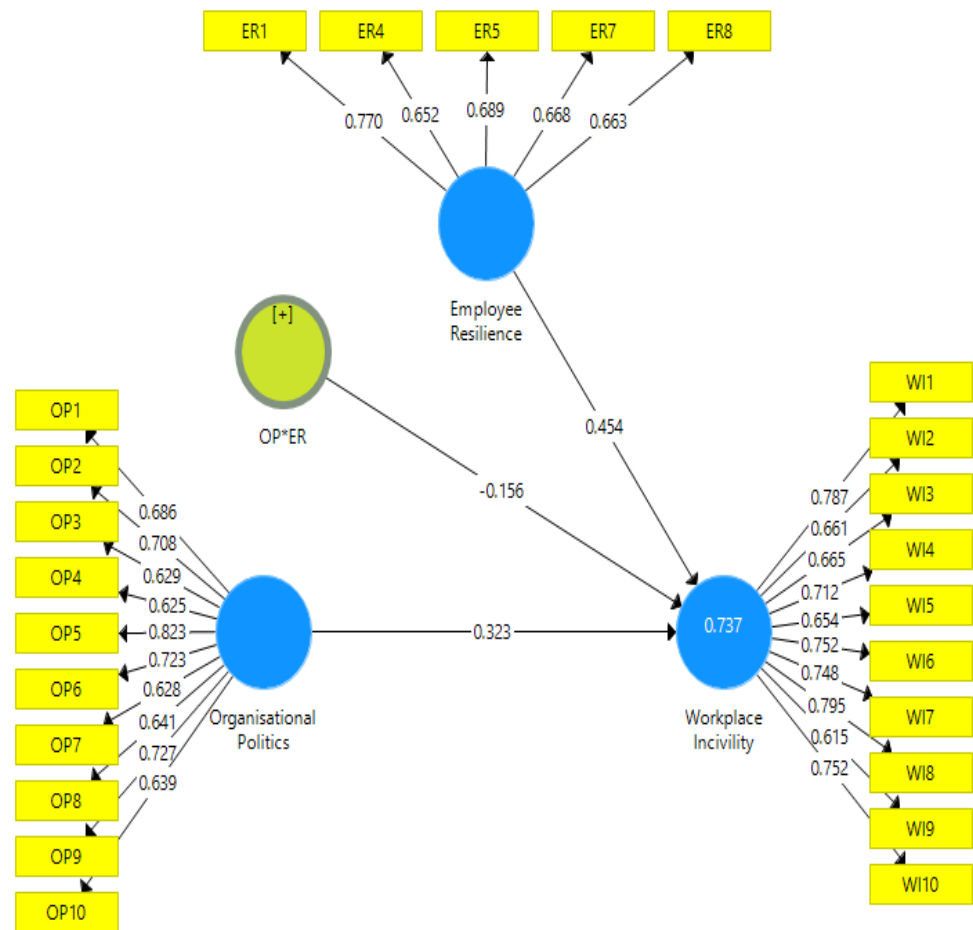 ER1 ER4 ER5 ER7 ER8
0.770 0.652 0.689 0.668 0.663
Employee
Resilience
[+]
OP*ER
0.454
-0.156
0.323
OP1
OP2
OP3
OP4
OP5
OP6
OP7
OP8
OP9
OP10
0.686
0.708
0.629
0.625
0.823
0.723
0.628
0.641
0.727
0.639
Organisational
Politics
0.737
Workplace
Incivility
0.787
0.661
0.665
0.712
0.654
0.752
0.748
0.795
0.615
0.752
WI1
WI2
WI3
WI4
WI5
WI6
WI7
WI8
WI9
WI10